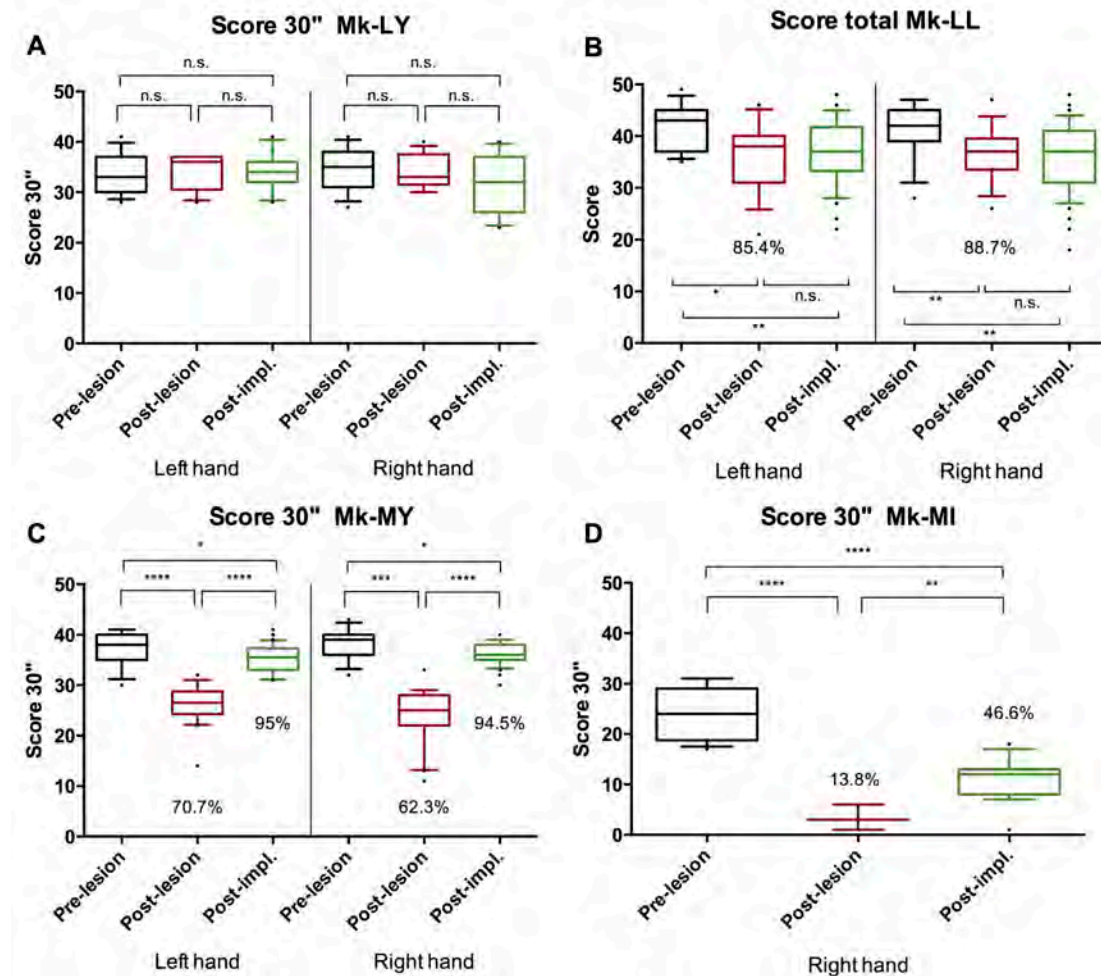 A
Score 30" Mk-LY
n.s.
n.s.
n.s. n.s.
n.s. n.s.
Score 30"
50
40
30
20
10
0
Pre-lesion
Post-lesion
Post-impl.
Pre-lesion
Post-lesion
Post-impl.
Left hand
Right hand
B
Score total Mk-LL
Score
50
40
30
20
10
0
85.4%
88.7%
*
n.s.
**
**
n.s.
**
Pre-lesion
Post-lesion
Post-impl.
Pre-lesion
Post-lesion
Post-impl.
Left hand
Right hand
C
Score 30" Mk-MY
*
*
**** ****
*** ****
Score 30"
50
40
30
20
10
0
95%
94.5%
70.7%
62.3%
Pre-lesion
Post-lesion
Post-impl.
Pre-lesion
Post-lesion
Post-impl.
Left hand
Right hand
D
Score 30" Mk-MI
****
**** **
Score 30"
50
40
30
20
10
0
46.6%
13.8%
Pre-lesion
Post-lesion
Post-impl.
Right hand